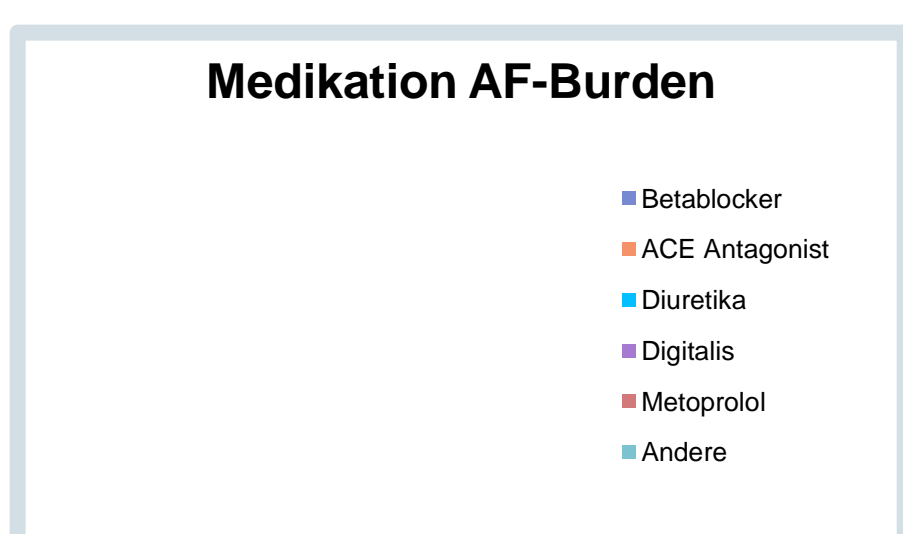 Medikation AF-Burden
Betablocker
ACE Antagonist
Diuretika
Digitalis
Metoprolol
Andere